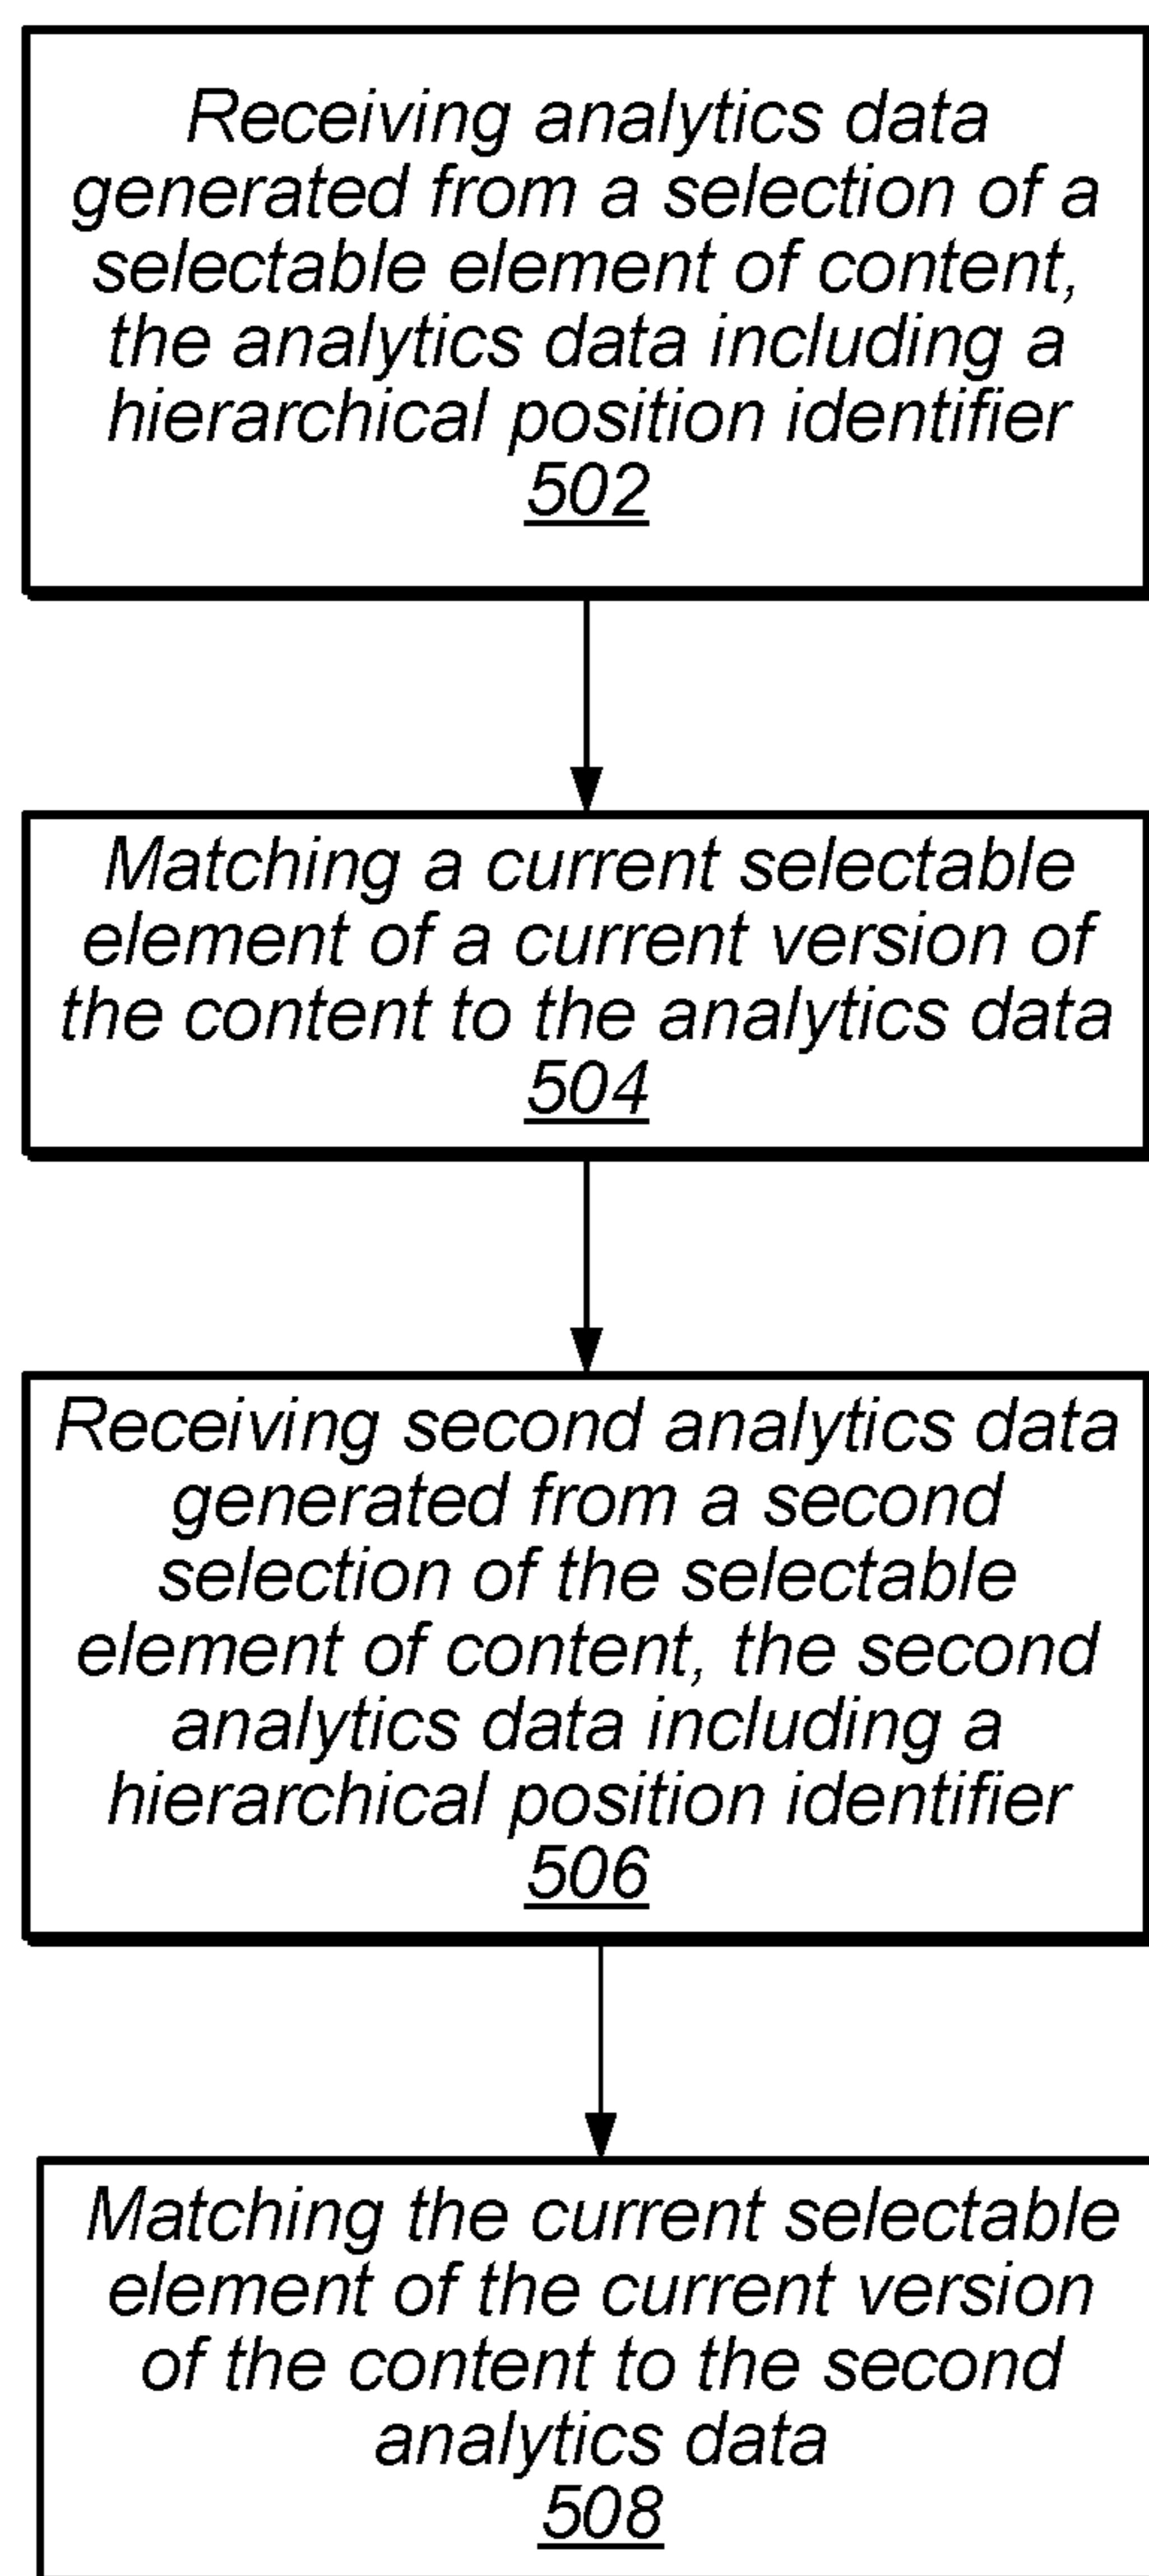 Receiving analytics data
generated from a selection of a
selectable element of content,
the analytics data including a
hierarchical position identifier
502
Matching a current selectable
element of a current version of
the content to the analytics data
504
Receiving second analytics data
generated from a second
selection of the selectable
element of content, the second
analytics data including a
hierarchical position identifier
506
Matching the current selectable
element of the current version
of the content to the second
analytics data
508